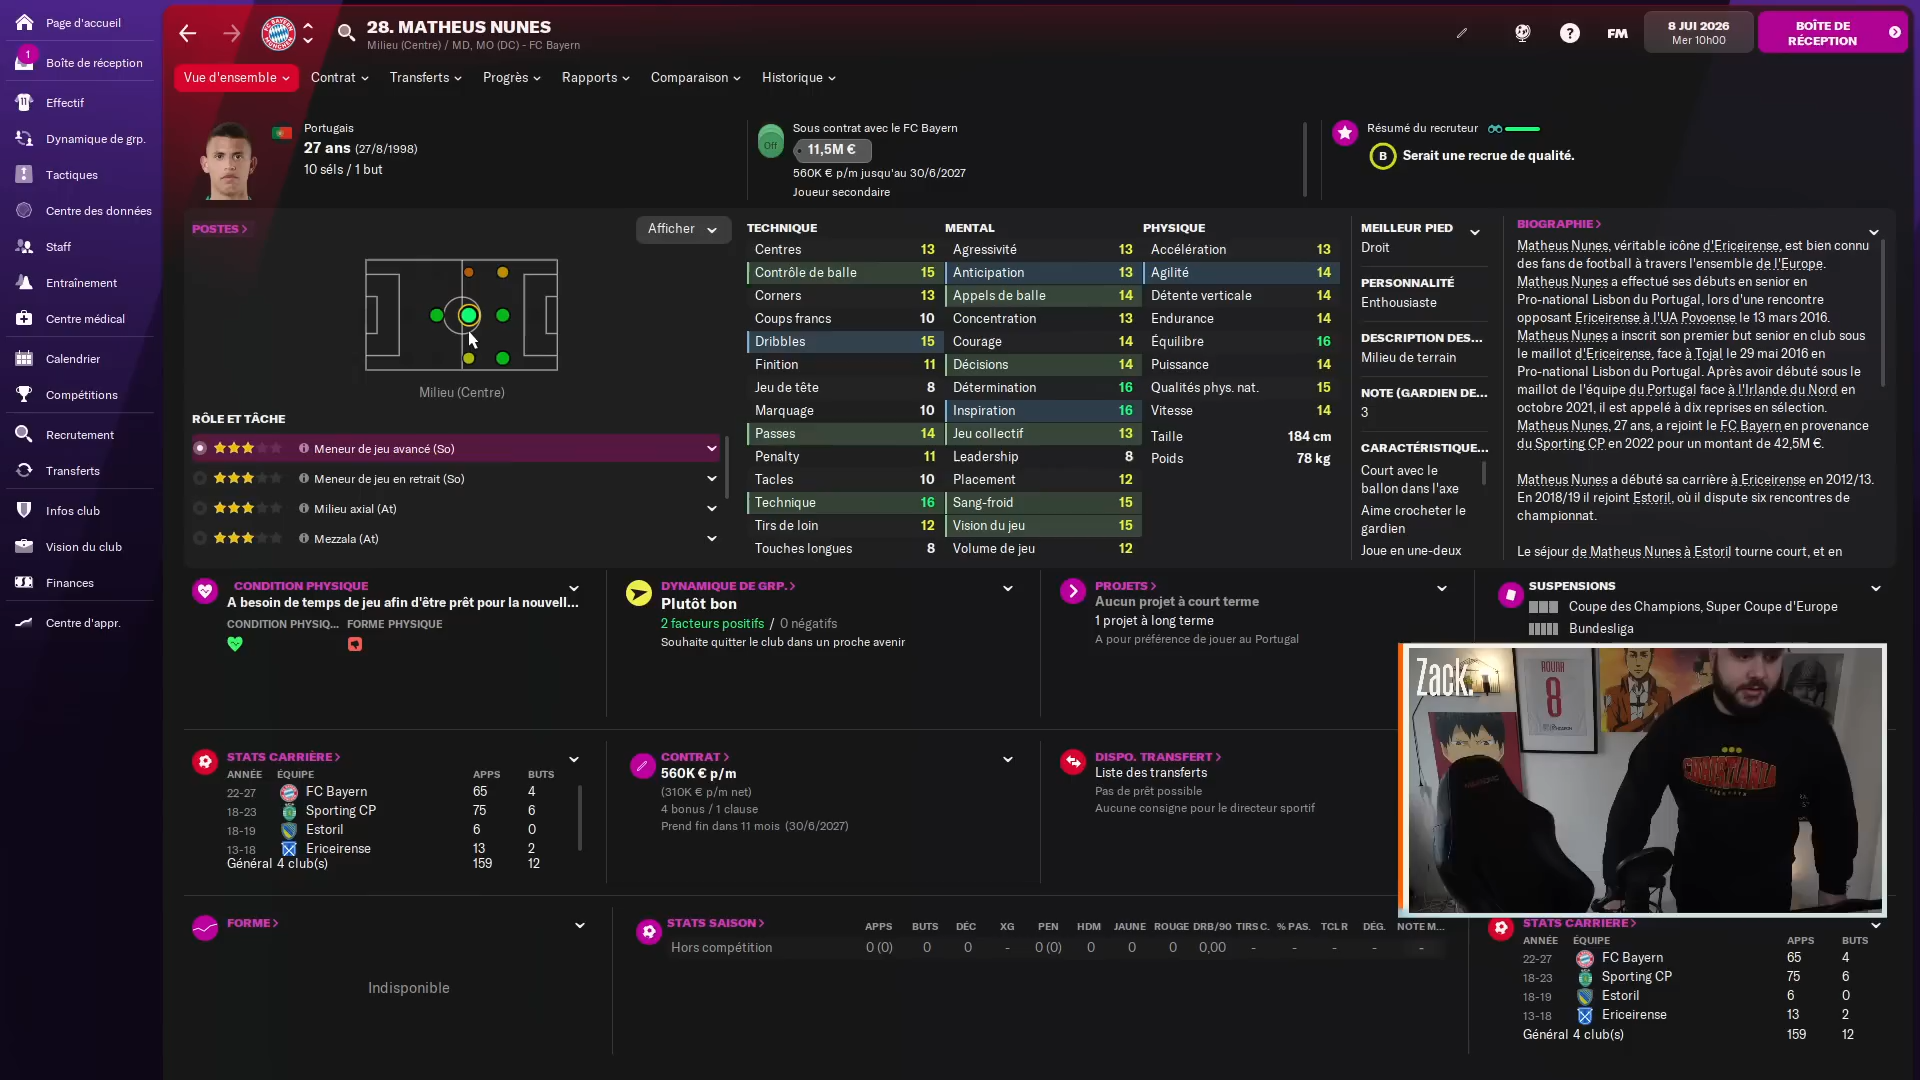 Page d'accueil
1
Boîte de réception
Effectif
Dynamique de grp.
Tactiques
Centre des données
Staff
Entraînement
Centre médical
Calendrier
Compétitions
Recrutement
Transferts
Infos club
Vision du club
Finances
Centre d'appr.
28. MATHEUS NUNES
Milieu (Centre) / MD, MO (DC) - FC Bayern
FM
8 JUI 2026
Mer 10h00
BOÎTE DE
RÉCEPTION
Vue d'ensemble
Contrat
Transferts
Progrès
Rapports
Comparaison
Historique
Portugais
27 ans (27/8/1998)
10 séls / 1 but
Off
Sous contrat avec le FC Bayern
11,5M €
560K € p/m jusqu'au 30/6/2027
Joueur secondaire
Résumé du recruteur
B Serait une recrue de qualité.
POSTES
Afficher
Milieu (Centre)
RÔLE ET TÂCHE
Meneur de jeu avancé (So)
Meneur de jeu en retrait (So)
Milieu axial (At)
Mezzala (At)
TECHNIQUE
Centres 13
Contrôle de balle 15
Corners 13
Coups francs 10
Dribbles 15
Finition 11
Jeu de tête 8
Marquage 10
Passes 14
Penalty 11
Tacles 10
Technique 16
Tirs de loin 12
Touches longues 8
MENTAL
Agressivité 13
Anticipation 13
Appels de balle 14
Concentration 13
Courage 14
Décisions 14
Détermination 16
Inspiration 16
Jeu collectif 13
Leadership 8
Placement 12
Sang-froid 15
Vision du jeu 15
Volume de jeu 12
PHYSIQUE
Accélération 13
Agilité 14
Détente verticale 14
Endurance 14
Équilibre 16
Puissance 14
Qualités phys. nat. 15
Vitesse 14
Taille 184 cm
Poids 78 kg
MEILLEUR PIED
Droit
PERSONNALITÉ
Enthousiaste
DESCRIPTION DES...
Milieu de terrain
NOTE (GARDIEN DE...
3
CARACTÉRISTIQUE...
Court avec le
ballon dans l'axe
Aime crocheter le
gardien
Joue en une-deux
BIOGRAPHIE
Matheus Nunes, véritable icône d'Ericeirense, est bien connu
des fans de football à travers l'ensemble de l'Europe.
Matheus Nunes a effectué ses débuts en senior en
Pro-national Lisbon du Portugal, lors d'une rencontre
opposant Ericeirense à l'UA Povoense le 13 mars 2016.
Matheus Nunes a inscrit son premier but senior en club sous
le maillot d'Ericeirense, face à Tojal le 29 mai 2016 en
Pro-national Lisbon du Portugal. Après avoir débuté sous le
maillot de l'équipe du Portugal face à l'Irlande du Nord en
octobre 2021, il est appelé à dix reprises en sélection.
Matheus Nunes, 27 ans, a rejoint le FC Bayern en provenance
du Sporting CP en 2022 pour un montant de 42,5M €.
Matheus Nunes a débuté sa carrière à Ericeirense en 2012/13.
En 2018/19 il rejoint Estoril, où il dispute six rencontres de
championnat.
Le séjour de Matheus Nunes à Estoril tourne court, et en
CONDITION PHYSIQUE
A besoin de temps de jeu afin d'être prêt pour la nouvell...
CONDITION PHYSIQ... FORME PHYSIQUE
DYNAMIQUE DE GRP.
Plutôt bon
2 facteurs positifs / 0 négatifs
Souhaite quitter le club dans un proche avenir
PROJETS
Aucun projet à court terme
1 projet à long terme
A pour préférence de jouer au Portugal
SUSPENSIONS
Coupe des Champions, Super Coupe d'Europe
Bundesliga
Zack.
8
STATS CARRIÈRE
ANNÉE ÉQUIPE APPS BUTS
22-27 FC Bayern 65 4
18-23 Sporting CP 75 6
18-19 Estoril 6 0
13-18 Ericeirense 13 2
Général 4 club(s) 159 12
CONTRAT
560K € p/m
(310K € p/m net)
4 bonus / 1 clause
Prend fin dans 11 mois (30/6/2027)
DISPO. TRANSFERT
Liste des transferts
Pas de prêt possible
Aucune consigne pour le directeur sportif
FORME
Indisponible
STATS SAISON APPS BUTS DÉC XG PEN HDM JAUNE ROUGE DRB/90 TIRS C. % PAS. TCL R DÉG. NOTE M...
Hors compétition 0 (0) 0 0 - 0 (0) 0 0 0 0,00 - - - - -
STATS CARRIÈRE
ANNÉE ÉQUIPE APPS BUTS
22-27 FC Bayern 65 4
18-23 Sporting CP 75 6
18-19 Estoril 6 0
13-18 Ericeirense 13 2
Général 4 club(s) 159 12